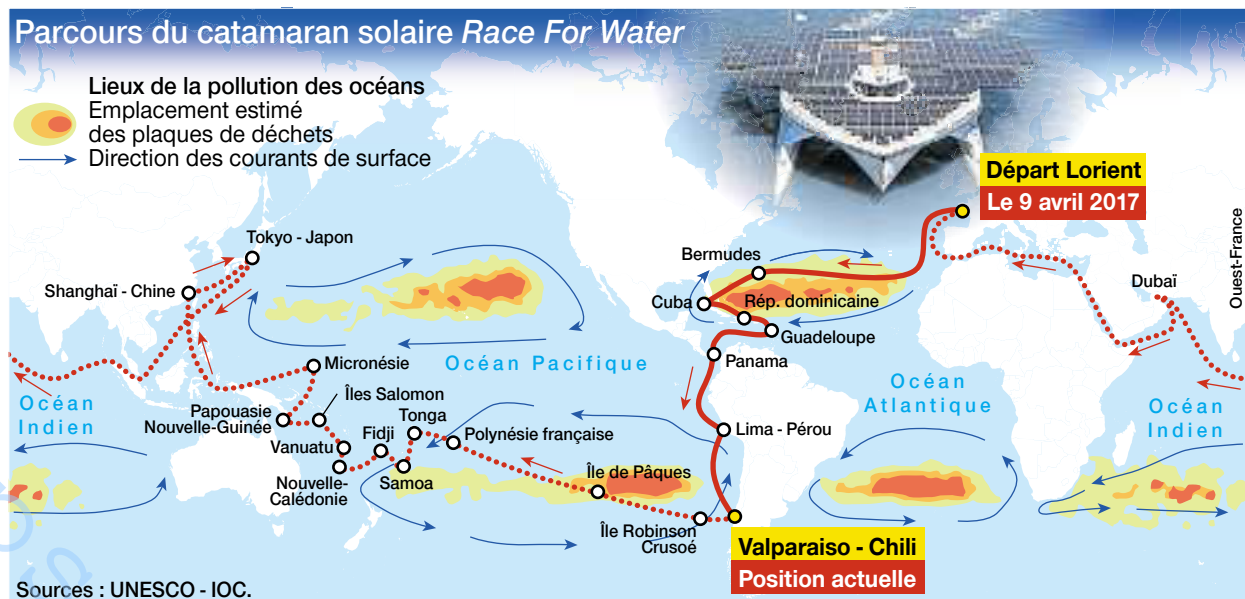 Parcours du catamaran solaire Race For Water
Lieux de la pollution des océans
Emplacement estimé
des plaques de déchets
Direction des courants de surface
Départ Lorient
Le 9 avril 2017
Ouest-France
Tokyo - Japon
Shanghaï - Chine
Bermudes
Cuba
Rép. dominicaine
Guadeloupe
Dubaï
Panama
Micronésie
Océan Pacifique
Îles Salomon
Océan
Indien
Papouasie
Nouvelle-Guinée
Océan
Atlantique
Océan
Indien
Tonga
Fidji
Vanuatu
Polynésie française
Lima - Pérou
Nouvelle-
Calédonie
Samoa
Île de Pâques
Île Robinson
Crusoé
Valparaiso - Chili
Position actuelle
Sources : UNESCO - IOC.